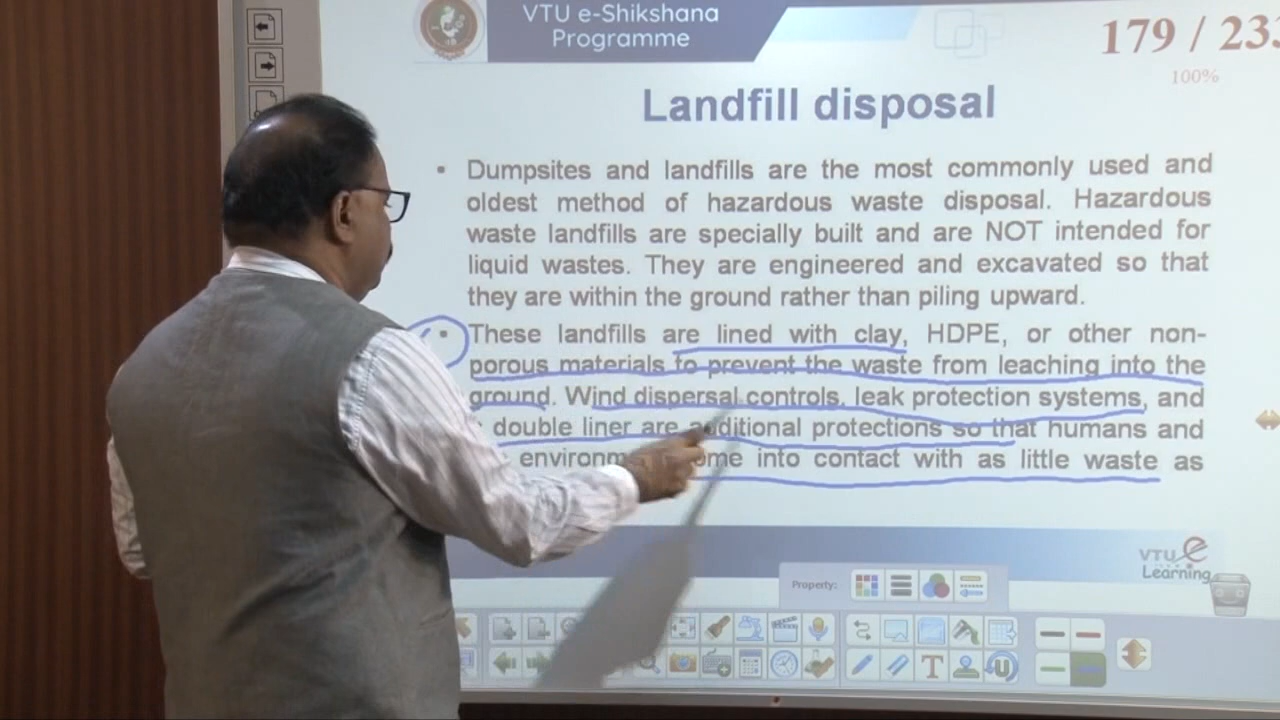 VTU e-Shikshana
Programme
179 / 233
100%
Landfill disposal
• Dumpsites and landfills are the most commonly used and
oldest method of hazardous waste disposal. Hazardous
waste landfills are specially built and are NOT intended for
liquid wastes. They are engineered and excavated so that
they are within the ground rather than piling upward.
• These landfills are lined with clay, HDPE, or other non-
porous materials to prevent the waste from leaching into the
ground. Wind dispersal controls, leak protection systems, and
double liner are additional protections so that humans and
into contact with as little waste as
VTU e
Learning
Property:
T
U